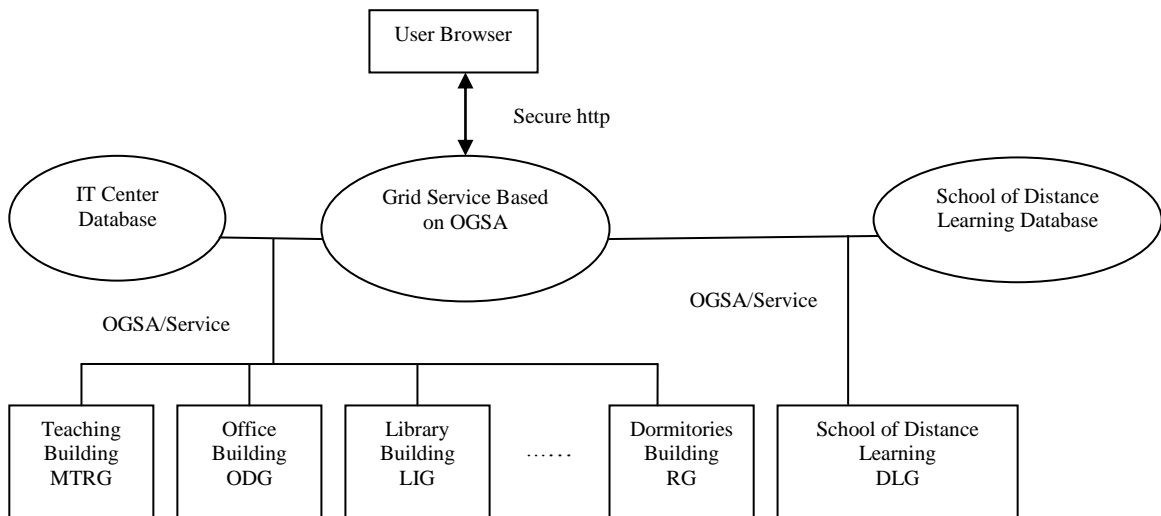 User Browser
Secure http
IT Center
Database
Grid Service Based
on OGSA
School of Distance
Learning Database
OGSA/Service
OGSA/Service
Teaching
Building
MTRG
Office
Building
ODG
Library
Building
LIG
……
Dormitories
Building
RG
School of Distance
Learning
DLG